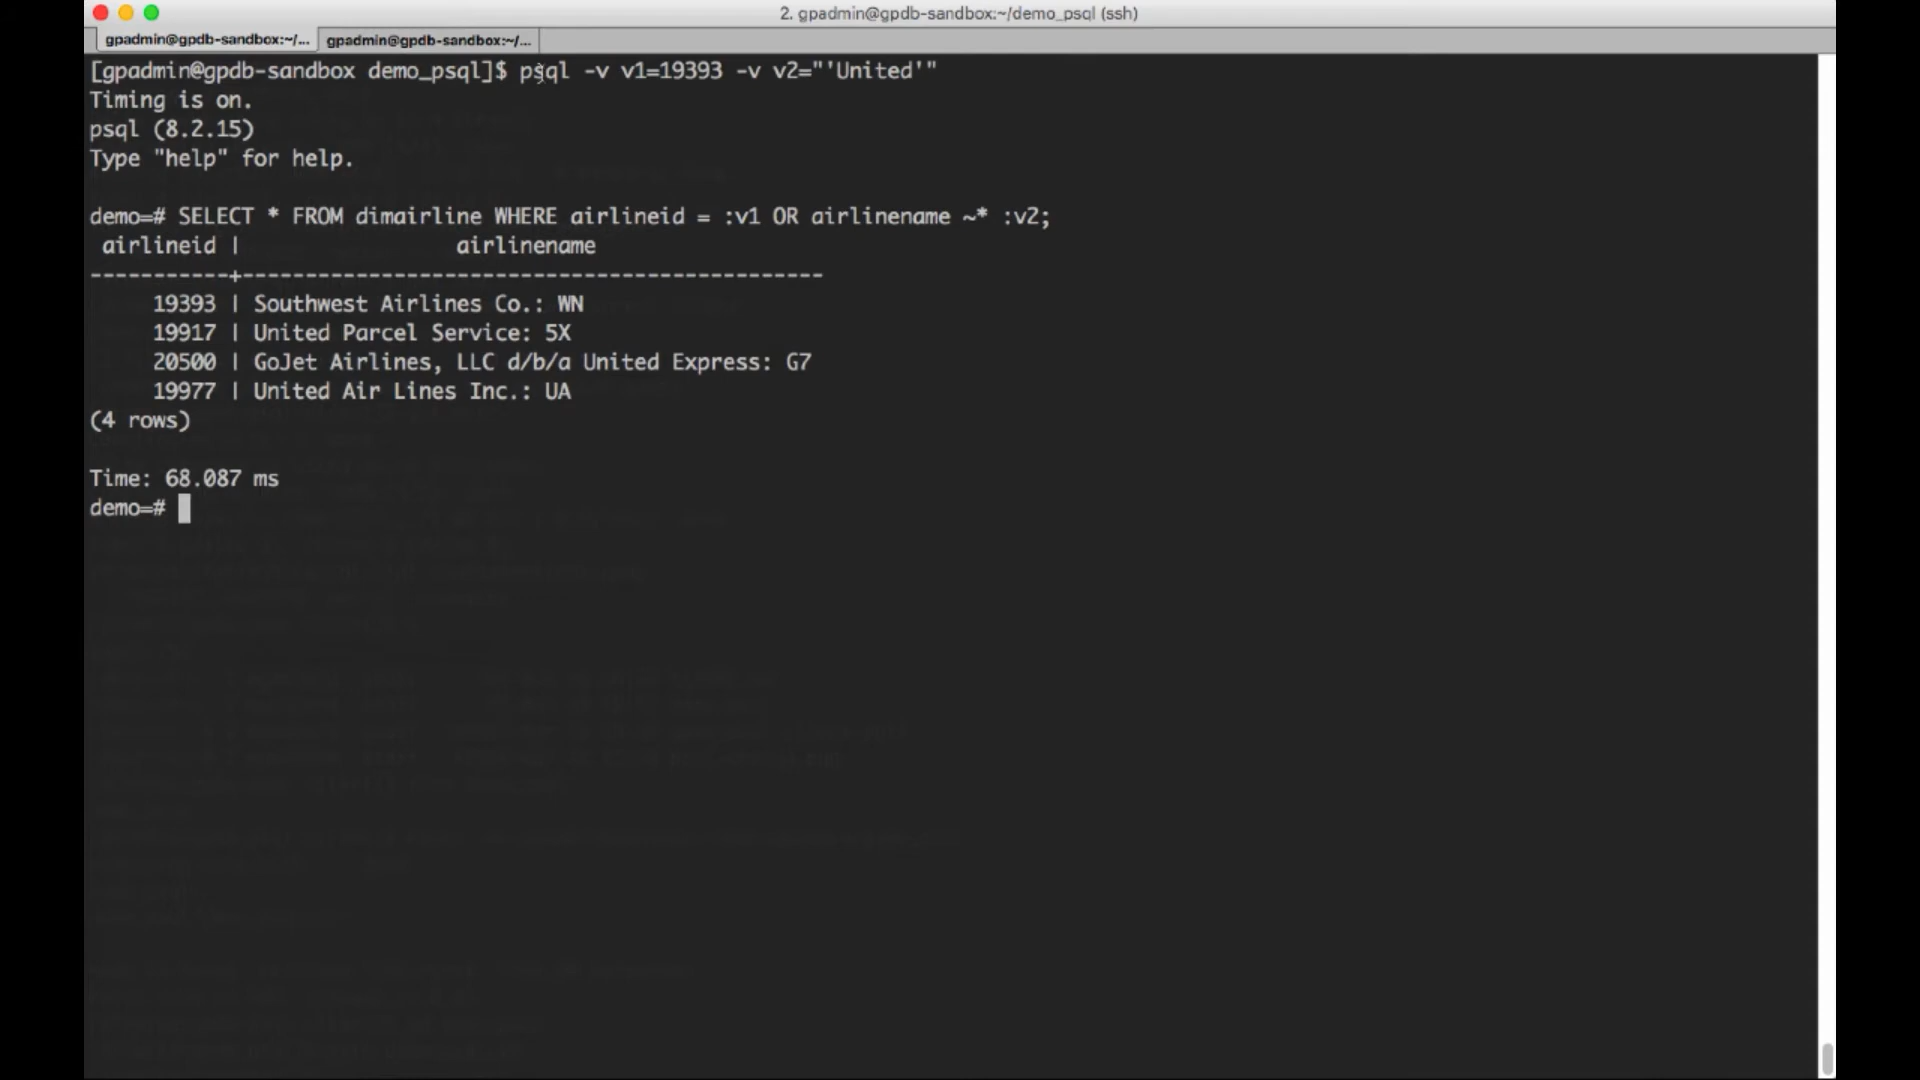 2. gpadmin@gpdb-sandbox:~/demo_psql (ssh)
gpadmin@gpdb-sandbox:~/... gpadmin@gpdb-sandbox:~/...
[gpadmin@gpdb-sandbox demo_psql]$ psql -v v1=19393 -v v2="'United'"
Timing is on.
psql (8.2.15)
Type "help" for help.
demo=# SELECT * FROM dimairline WHERE airlineid = :v1 OR airlinename ~* :v2;
airlineid | airlinename
-----------+----------------------------------------------
19393 | Southwest Airlines Co.: WN
19917 | United Parcel Service: 5X
20500 | GoJet Airlines, LLC d/b/a United Express: G7
19977 | United Air Lines Inc.: UA
(4 rows)
Time: 68.087 ms
demo=#